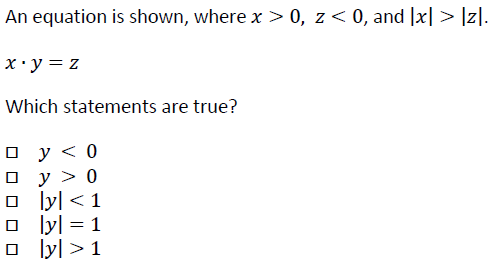 An equation is shown, where x > 0, z < 0, and |x| > |z|.
x · y = z
Which statements are true?
□ y < 0
□ y > 0
□ |y| < 1
□ |y| = 1
□ |y| > 1